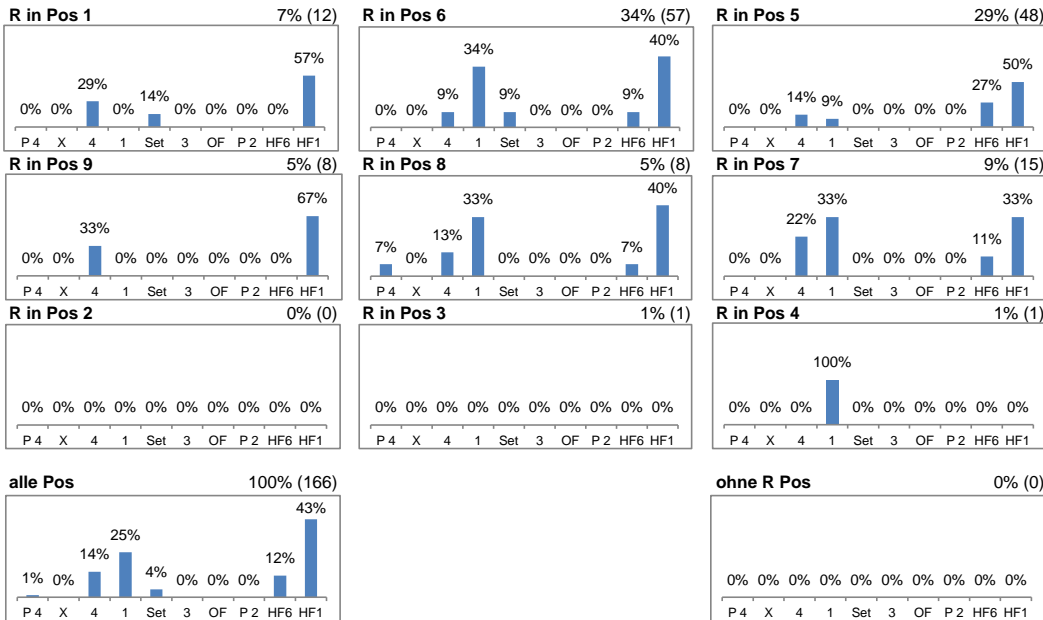 R in Pos 1 7% (12)
57%
29%
14%
0% 0% 0% 0% 0% 0% 0%
P 4 X 4 1 Set 3 OF P 2 HF6 HF1
R in Pos 6 34% (57)
40%
34%
9% 9% 9%
0% 0% 0% 0% 0%
P 4 X 4 1 Set 3 OF P 2 HF6 HF1
R in Pos 5 29% (48)
50%
27%
14% 9%
0% 0% 0% 0% 0% 0%
P 4 X 4 1 Set 3 OF P 2 HF6 HF1
R in Pos 9 5% (8)
67%
33%
0% 0% 0% 0% 0% 0% 0% 0%
P 4 X 4 1 Set 3 OF P 2 HF6 HF1
R in Pos 8 5% (8)
40%
33%
13%
7% 0% 0% 0% 0% 0% 7%
P 4 X 4 1 Set 3 OF P 2 HF6 HF1
R in Pos 7 9% (15)
33% 33%
22%
11%
0% 0% 0% 0% 0% 0%
P 4 X 4 1 Set 3 OF P 2 HF6 HF1
R in Pos 2 0% (0)
0% 0% 0% 0% 0% 0% 0% 0% 0% 0%
P 4 X 4 1 Set 3 OF P 2 HF6 HF1
R in Pos 3 1% (1)
0% 0% 0% 0% 0% 0% 0% 0% 0% 0%
P 4 X 4 1 Set 3 OF P 2 HF6 HF1
R in Pos 4 1% (1)
100%
0% 0% 0% 0% 0% 0% 0% 0% 0%
P 4 X 4 1 Set 3 OF P 2 HF6 HF1
alle Pos 100% (166)
43%
25%
14% 12%
4%
1% 0% 0% 0% 0%
P 4 X 4 1 Set 3 OF P 2 HF6 HF1
ohne R Pos 0% (0)
0% 0% 0% 0% 0% 0% 0% 0% 0% 0%
P 4 X 4 1 Set 3 OF P 2 HF6 HF1